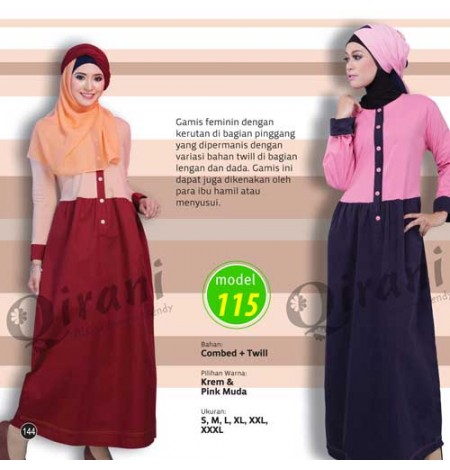 Gamis feminin dengan
kerutan di bagian pinggang
yang dipermanis dengan
variasi bahan twill di bagian
lengan dan dada. Gamis ini
dapat juga dikenakan oleh
para ibu hamil atau
menyusui.
model
115
Qirani
endy
Qirani
endy
Bahan:
Combed + Twill
Pilihan Warna:
Krem &
Pink Muda
Ukuran:
S, M, L, XL, XXL,
XXXL
144